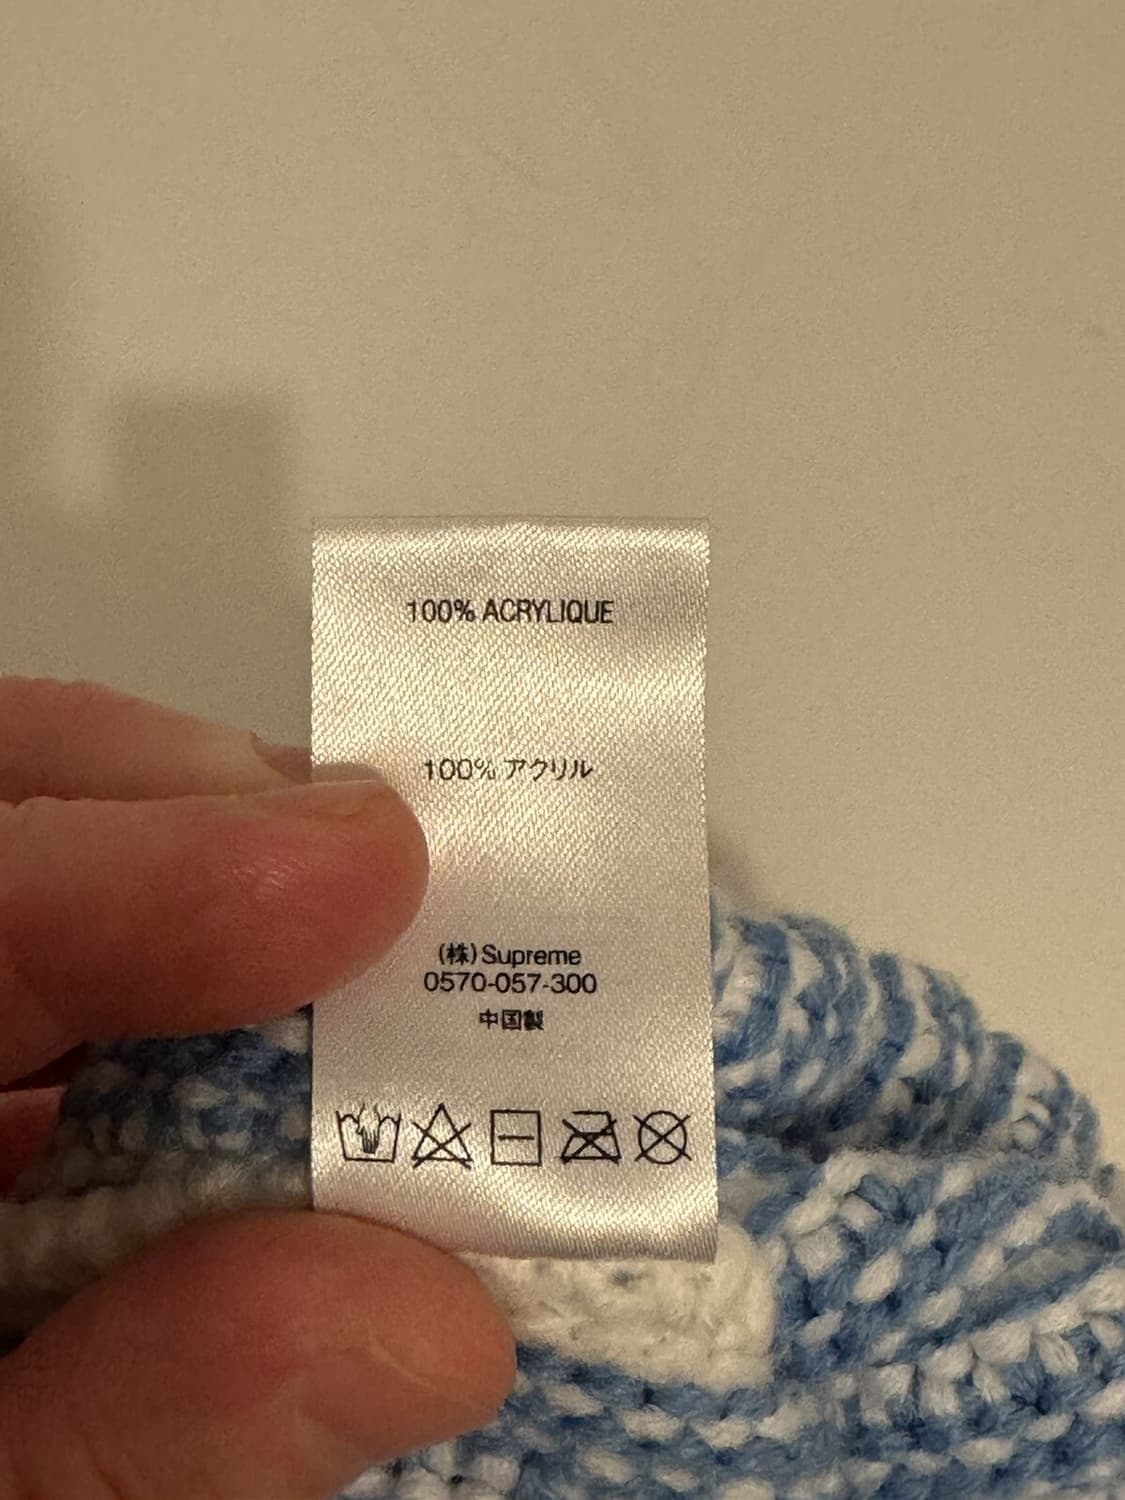 100% ACRYLIQUE
100% アクリル
(株)Supreme
0570-057-300
中国製